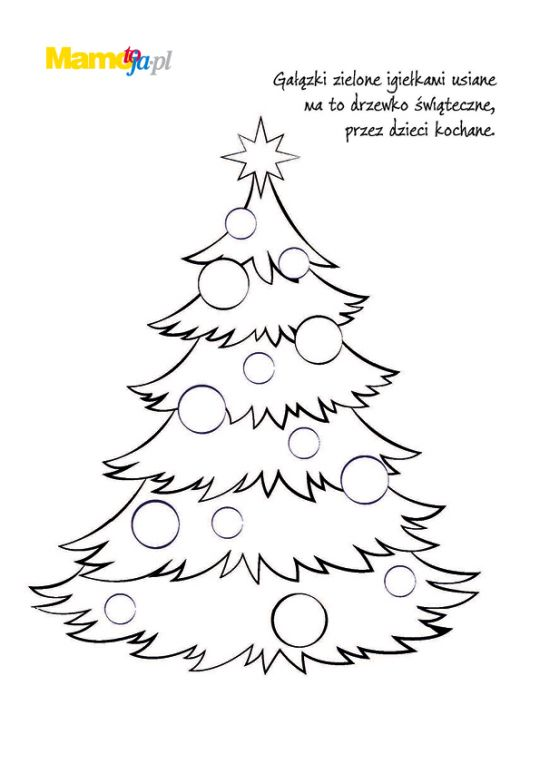 Mamotoja.pl
Gałązki zielone igiełkami usiane
ma to drzewko świąteczne,
przez dzieci kochane.